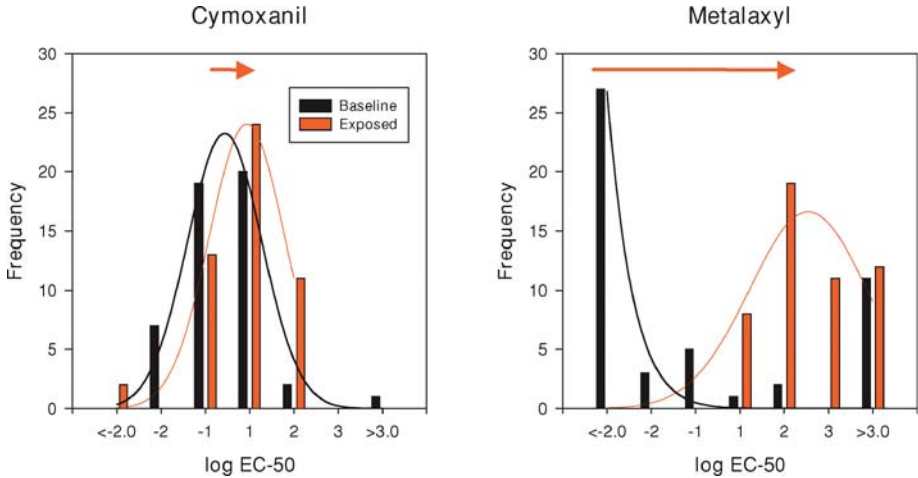 Cymoxanil
30
25
20
15
10
5
0
Frequency
Baseline
Exposed
<-2.0 -2 -1 1 2 3 >3.0
log EC-50
Metalaxyl
30
25
20
15
10
5
0
Frequency
<-2.0 -2 -1 1 2 3 >3.0
log EC-50